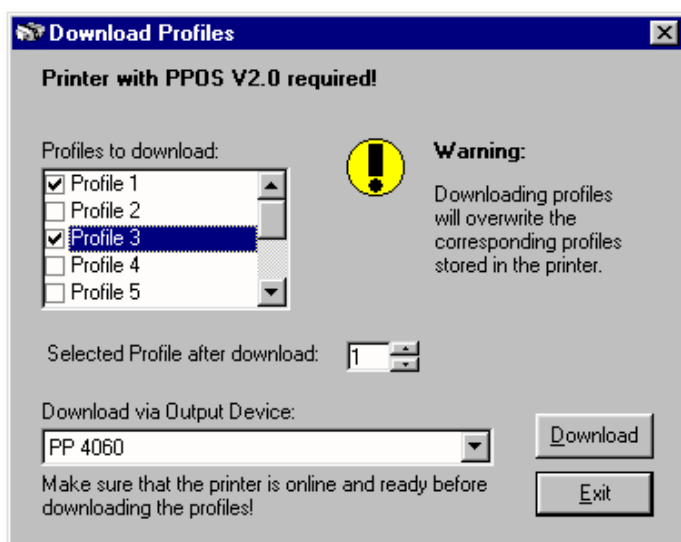 Download Profiles
Printer with PPOS V2.0 required!
Profiles to download:
Profile 1
Profile 2
Profile 3
Profile 4
Profile 5
Warning:
Downloading profiles
will overwrite the
corresponding profiles
stored in the printer.
Selected Profile after download:
1
Download via Output Device:
PP 4060
Download
Make sure that the printer is online and ready before
downloading the profiles!
Exit